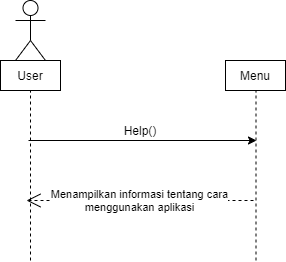 User
Menu
Help()
Menampilkan informasi tentang cara
menggunakan aplikasi